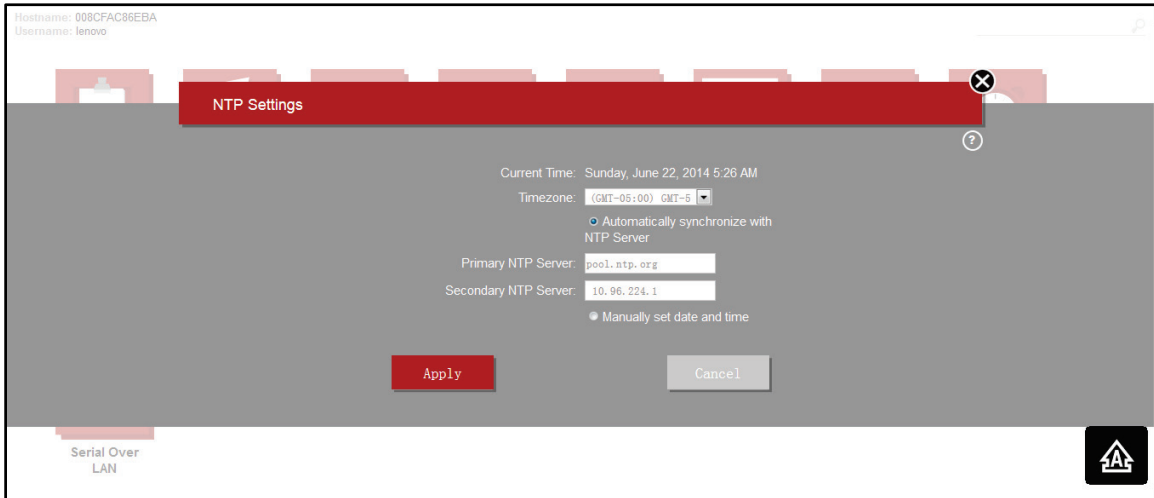 Hostname: 008CFAC86EBA
Username: lenovo
NTP Settings
?
Current Time: Sunday, June 22, 2014 5:26 AM
Timezone: (GMT-05:00) GMT-5
Automatically synchronize with
NTP Server
Primary NTP Server: pool.ntp.org
Secondary NTP Server: 10.96.224.1
Manually set date and time
Apply Cancel
Serial Over
LAN
A